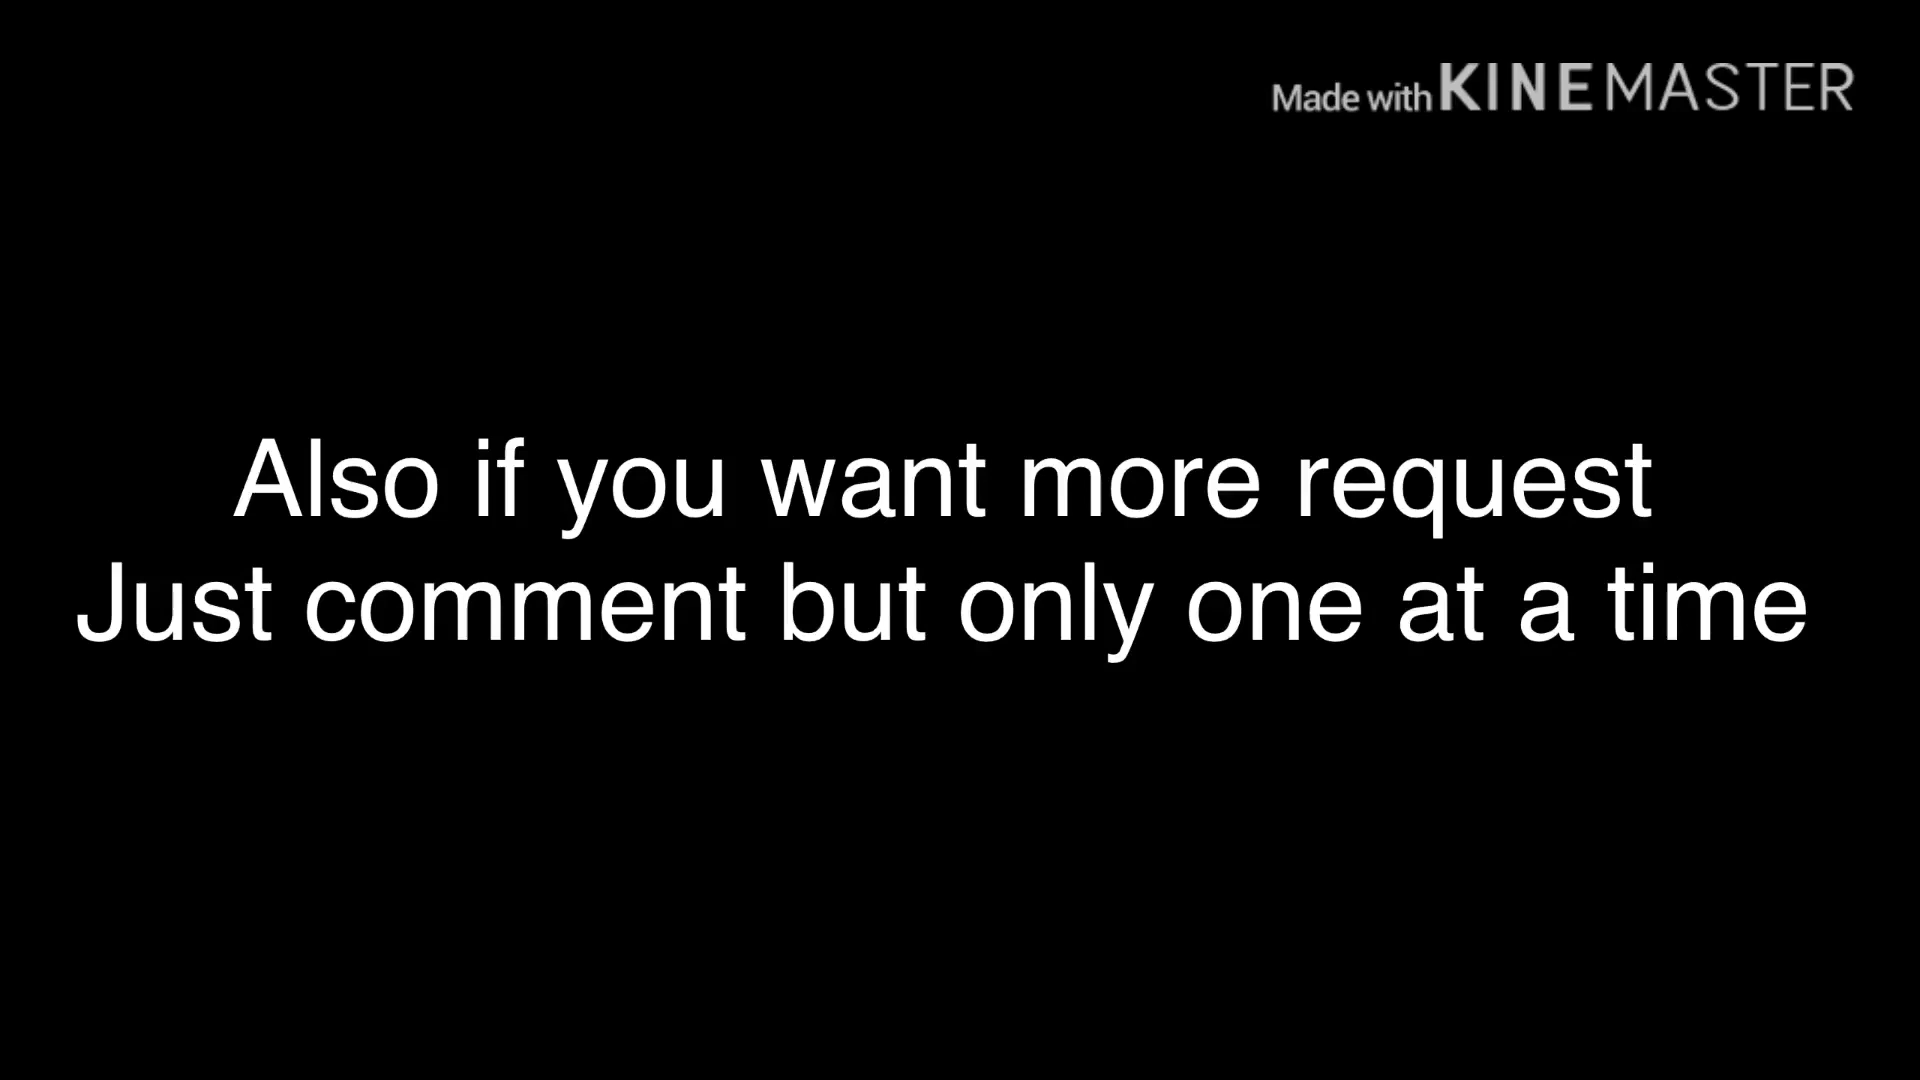 Made with KINEMASTER
Also if you want more request
Just comment but only one at a time